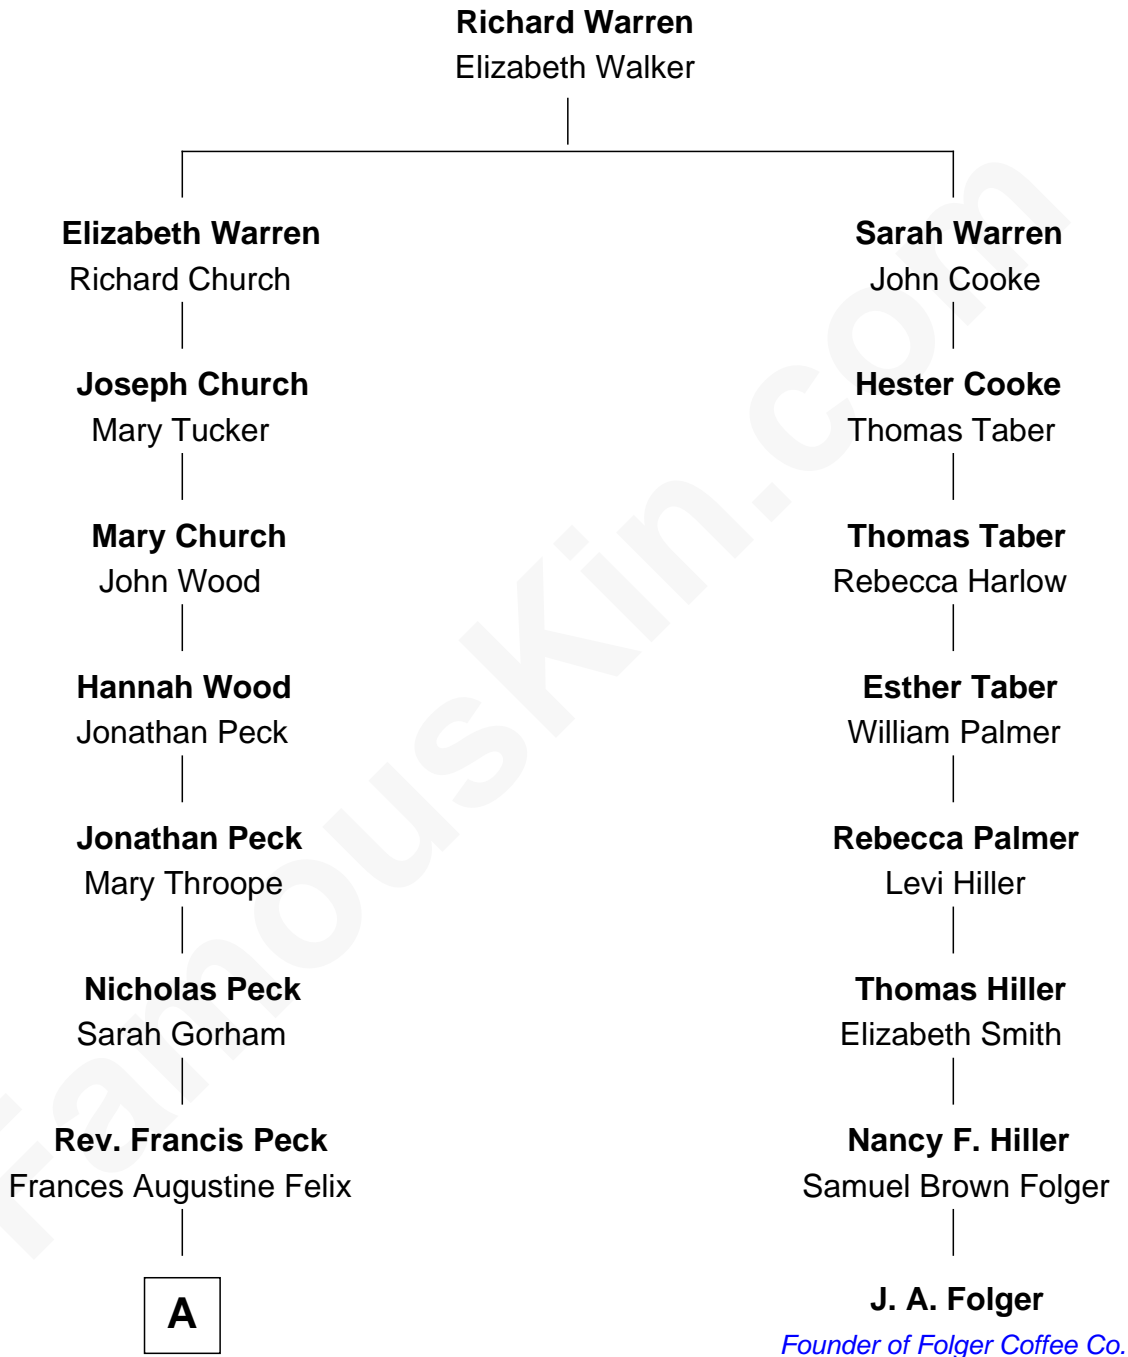 Richard Warren
Elizabeth Walker
Elizabeth Warren
Richard Church
Sarah Warren
John Cooke
Joseph Church
Mary Tucker
Hester Cooke
Thomas Taber
Mary Church
John Wood
Thomas Taber
Rebecca Harlow
Hannah Wood
Jonathan Peck
Esther Taber
William Palmer
Jonathan Peck
Mary Throope
Rebecca Palmer
Levi Hiller
Nicholas Peck
Sarah Gorham
Thomas Hiller
Elizabeth Smith
Rev. Francis Peck
Frances Augustine Felix
Nancy F. Hiller
Samuel Brown Folger
A
J. A. Folger
Founder of Folger Coffee Co.
FamousKin.com